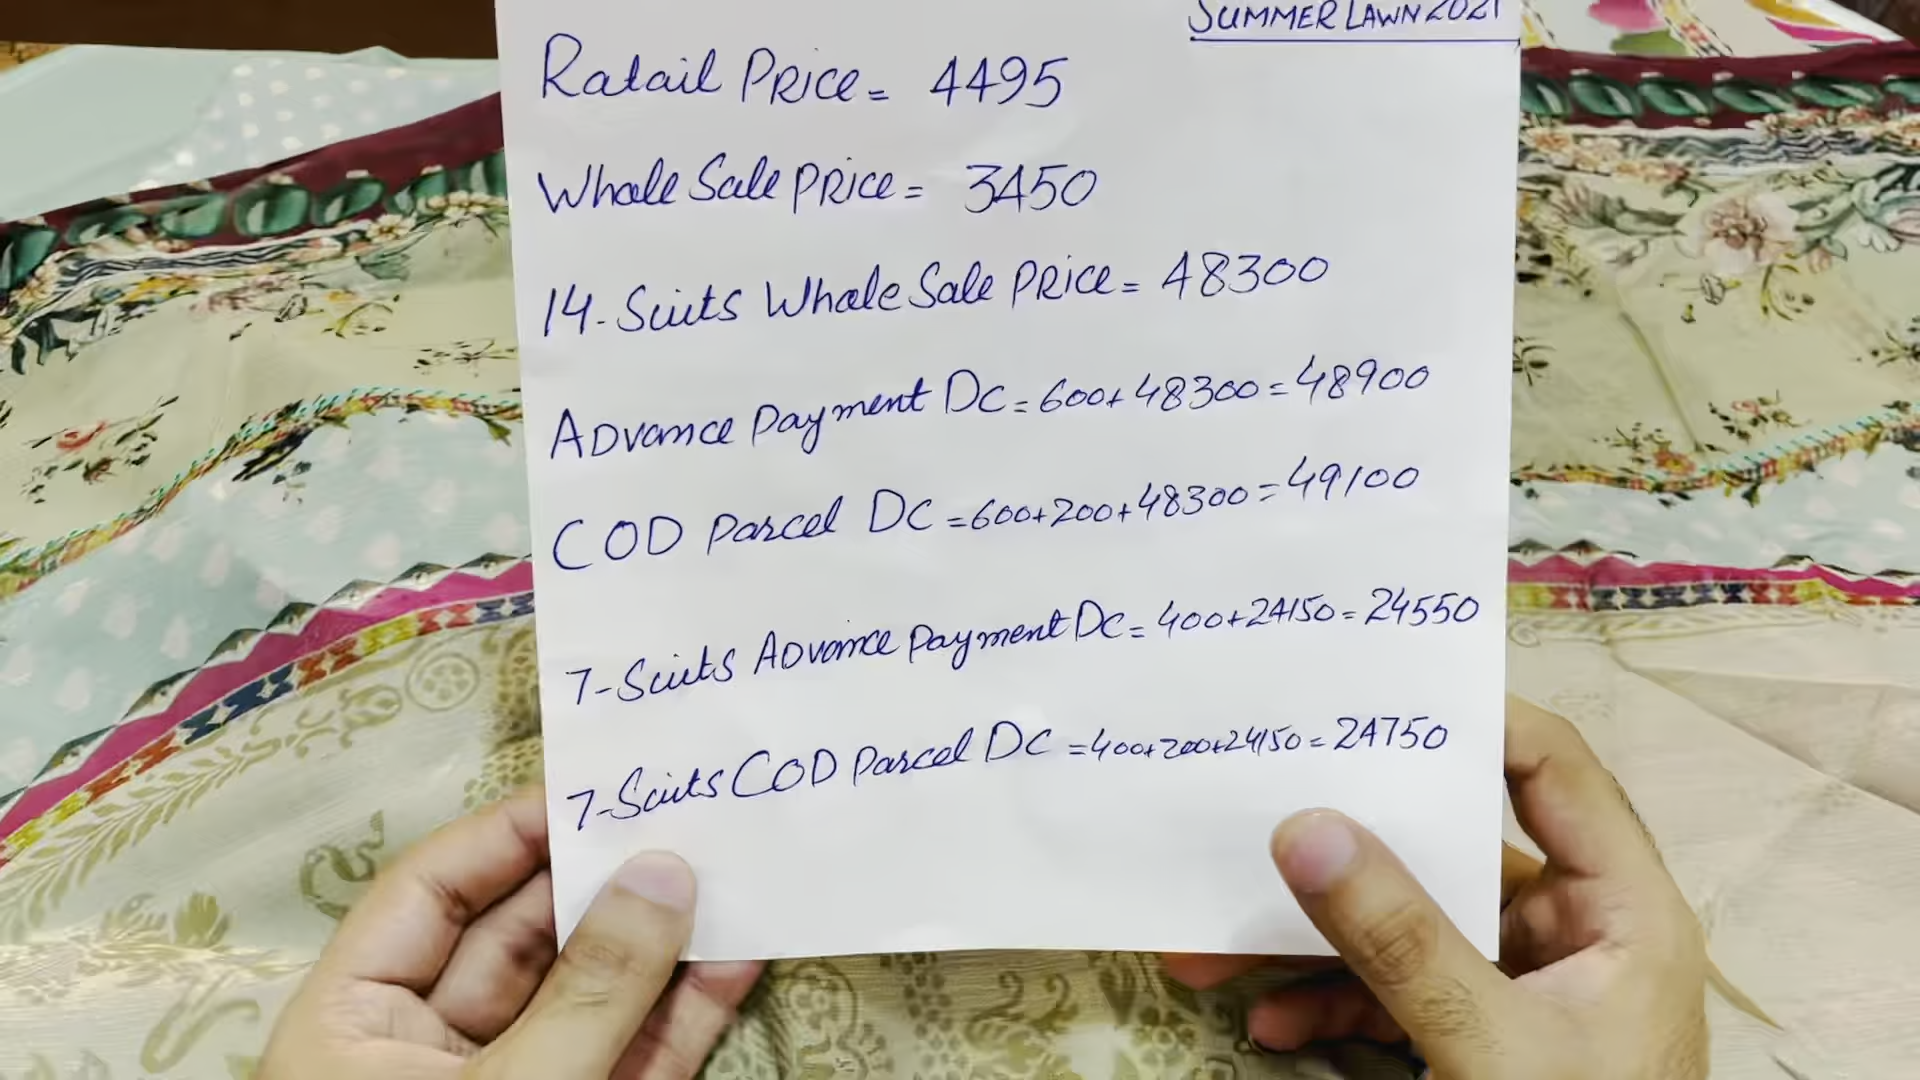 SUMMER LAWN 2021
Ratail Price = 4495
Whole Sale Price = 3450
14-Suits Whole Sale Price = 48300
Advance Payment DC = 600+48300=48900
COD Parcel DC =600+200+48300=49100
7-Suits Advance Payment DC = 400+24150=24550
7-Suits COD Parcel DC =400+200+24150=24750